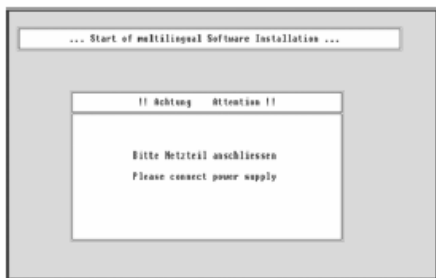 ... Start of multilingual Software Installation ...
!! Achtung Attention !!
Bitte Netzteil anschliessen
Please connect power supply